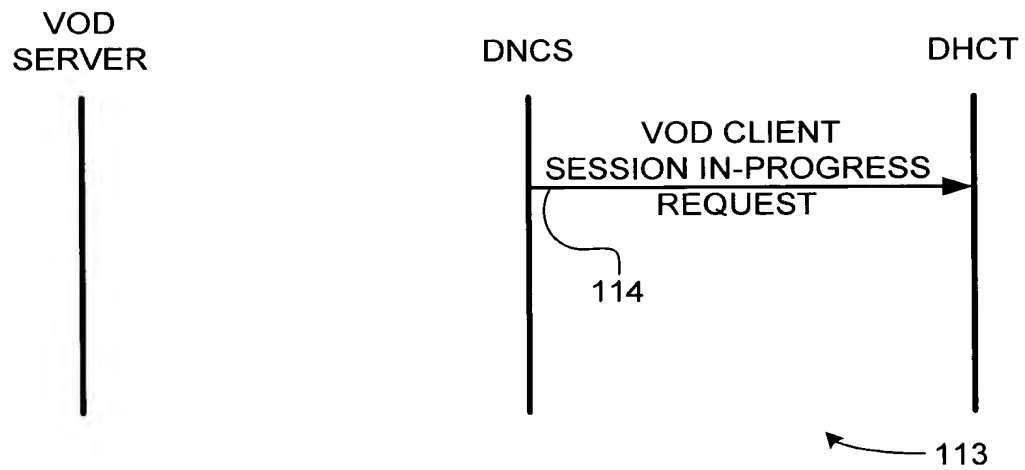 VOD
SERVER
DNCS
DHCT
VOD CLIENT
SESSION IN-PROGRESS
REQUEST
114
113